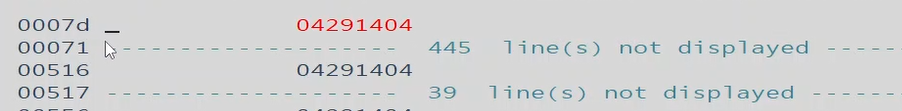 0007d _ 04291404
00071 - - - - - - - - - - - - - - - - - - - - 445 line(s) not displayed - - - - -
00516 04291404
00517 - - - - - - - - - - - - - - - - - - - - 39 line(s) not displayed - - - - -